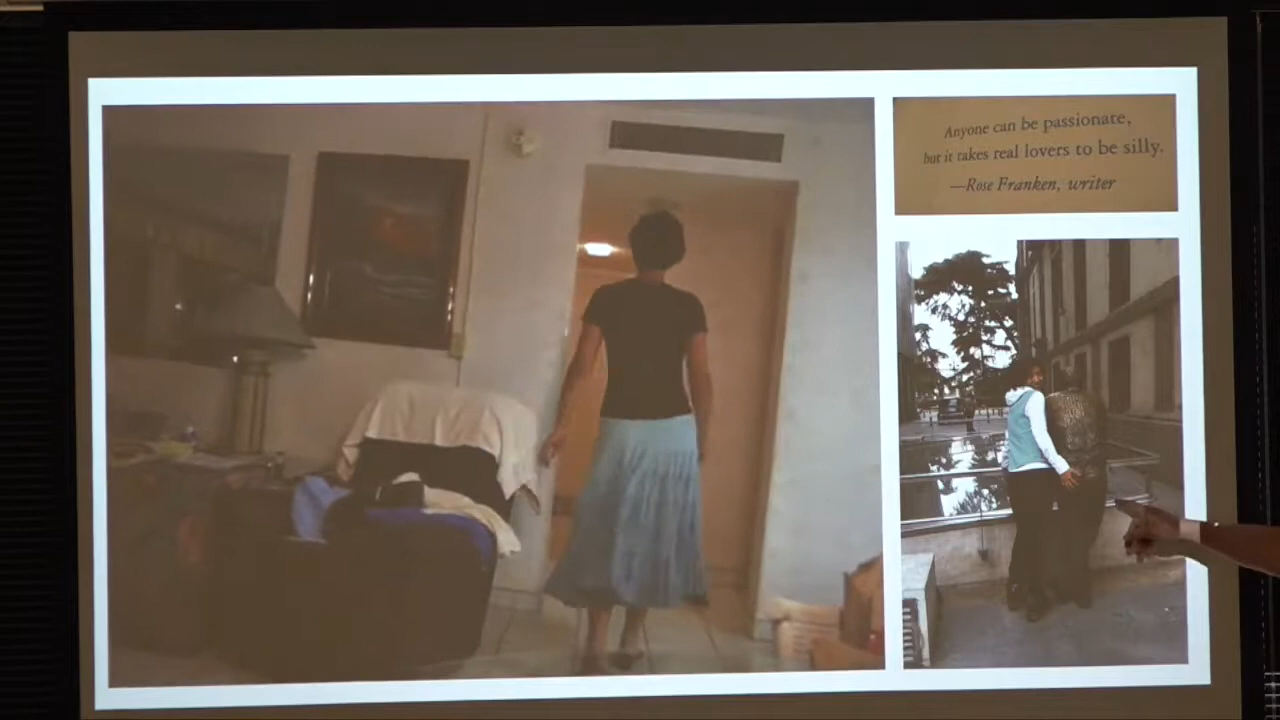 Anyone can be passionate,
but it takes real lovers to be silly.
—Rose Franken, writer